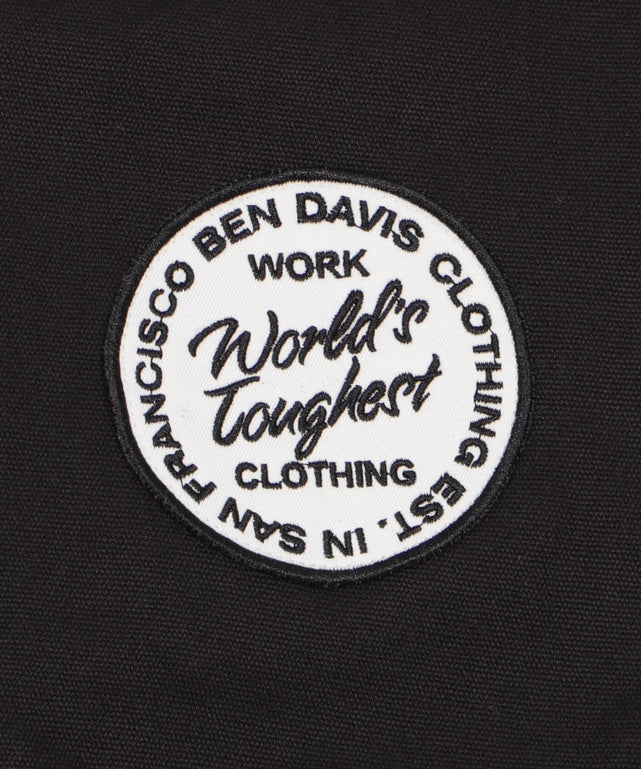 BEN DAVIS CLOTHING EST. IN SAN FRANCISCO
WORK
World's
Toughest
CLOTHING